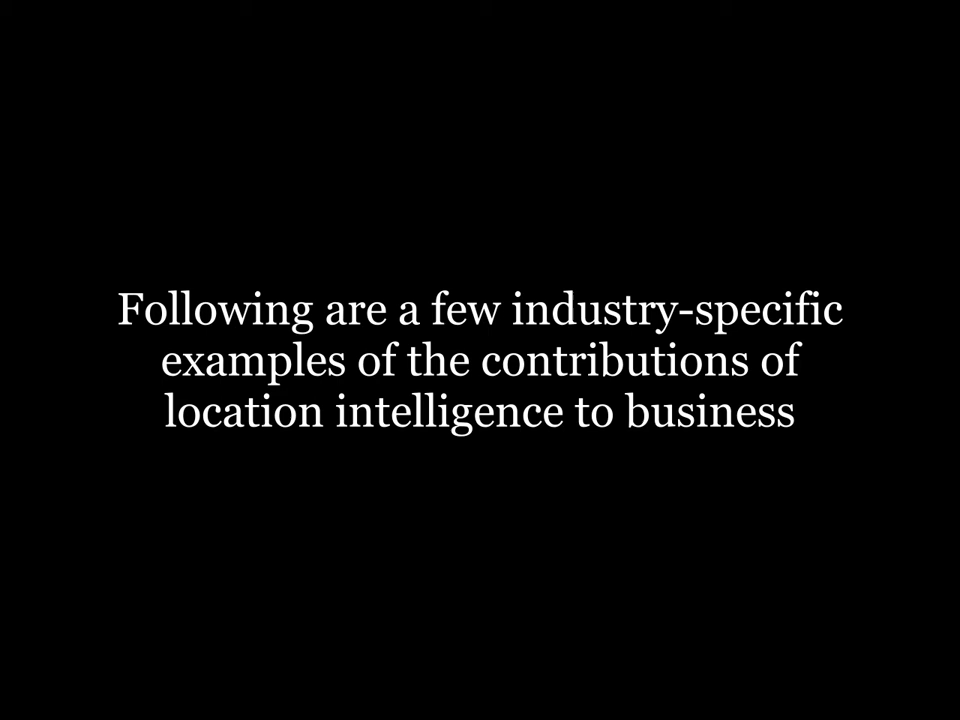 Following are a few industry-specific
examples of the contributions of
location intelligence to business